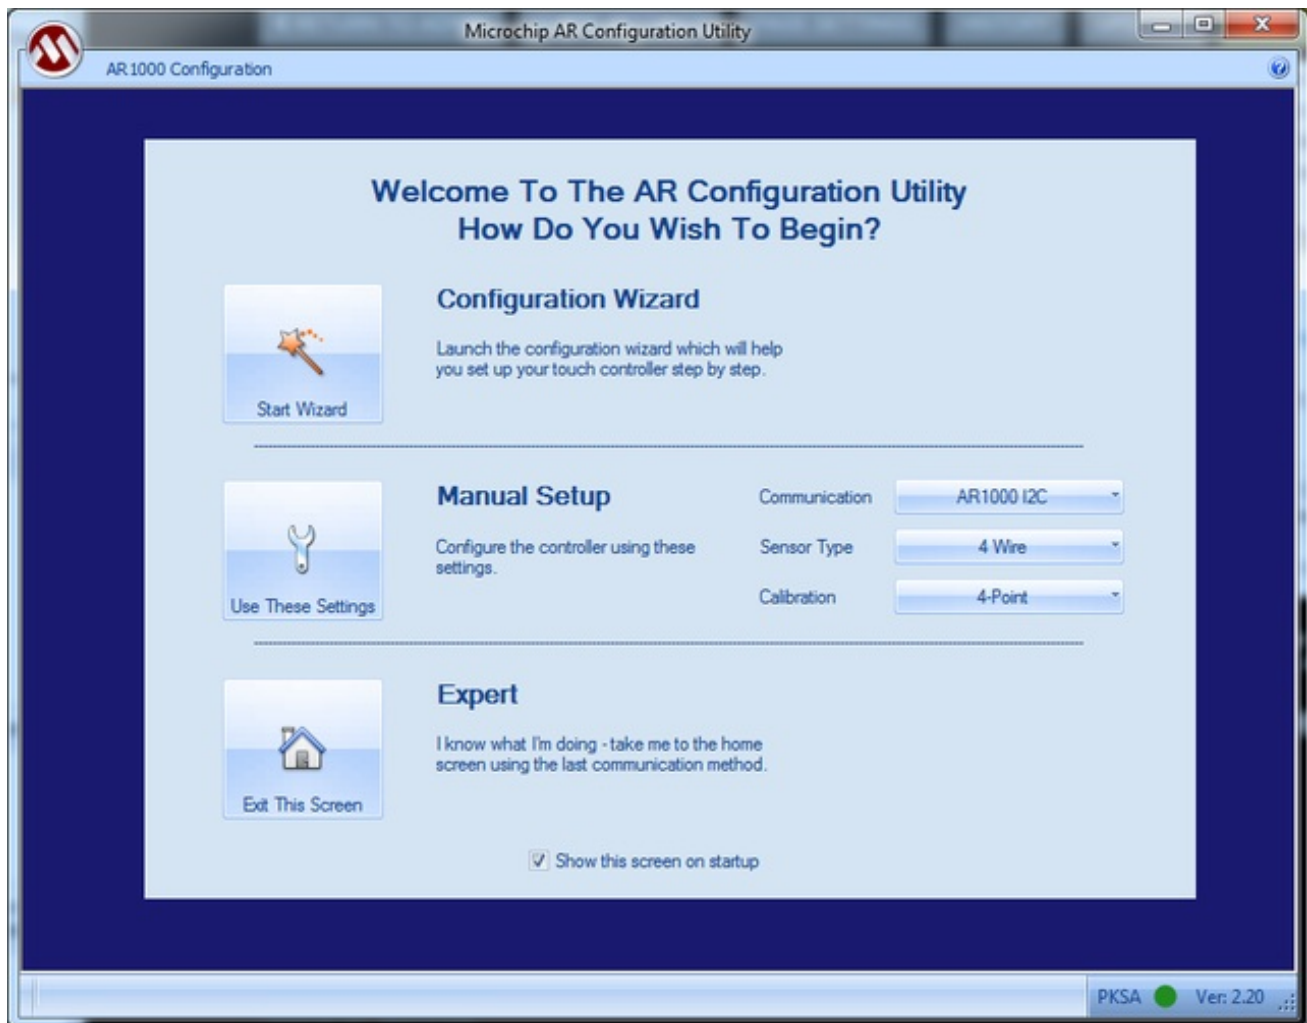 Microchip AR Configuration Utility
AR1000 Configuration
Welcome To The AR Configuration Utility
How Do You Wish To Begin?
Start Wizard
Configuration Wizard
Launch the configuration wizard which will help
you set up your touch controller step by step.
Use These Settings
Manual Setup
Configure the controller using these
settings.
Communication AR1000 I2C
Sensor Type 4 Wire
Calibration 4-Point
Exit This Screen
Expert
I know what I'm doing - take me to the home
screen using the last communication method.
Show this screen on startup
PKSA Ver: 2.20